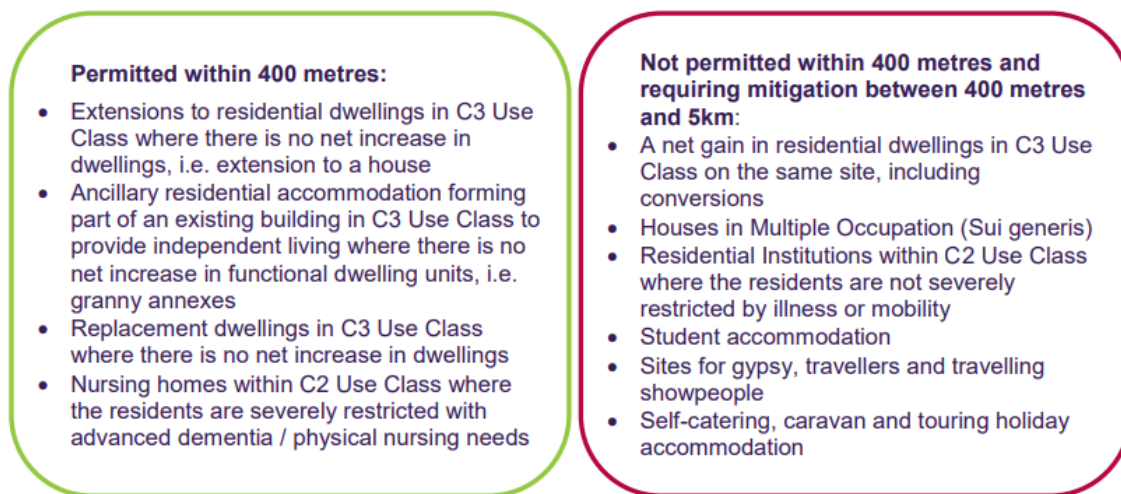 Permitted within 400 metres:
• Extensions to residential dwellings in C3 Use
Class where there is no net increase in
dwellings, i.e. extension to a house
• Ancillary residential accommodation forming
part of an existing building in C3 Use Class to
provide independent living where there is no
net increase in functional dwelling units, i.e.
granny annexes
• Replacement dwellings in C3 Use Class
where there is no net increase in dwellings
• Nursing homes within C2 Use Class where
the residents are severely restricted with
advanced dementia / physical nursing needs
Not permitted within 400 metres and
requiring mitigation between 400 metres
and 5km:
• A net gain in residential dwellings in C3 Use
Class on the same site, including
conversions
• Houses in Multiple Occupation (Sui generis)
• Residential Institutions within C2 Use Class
where the residents are not severely
restricted by illness or mobility
• Student accommodation
• Sites for gypsy, travellers and travelling
showpeople
• Self-catering, caravan and touring holiday
accommodation